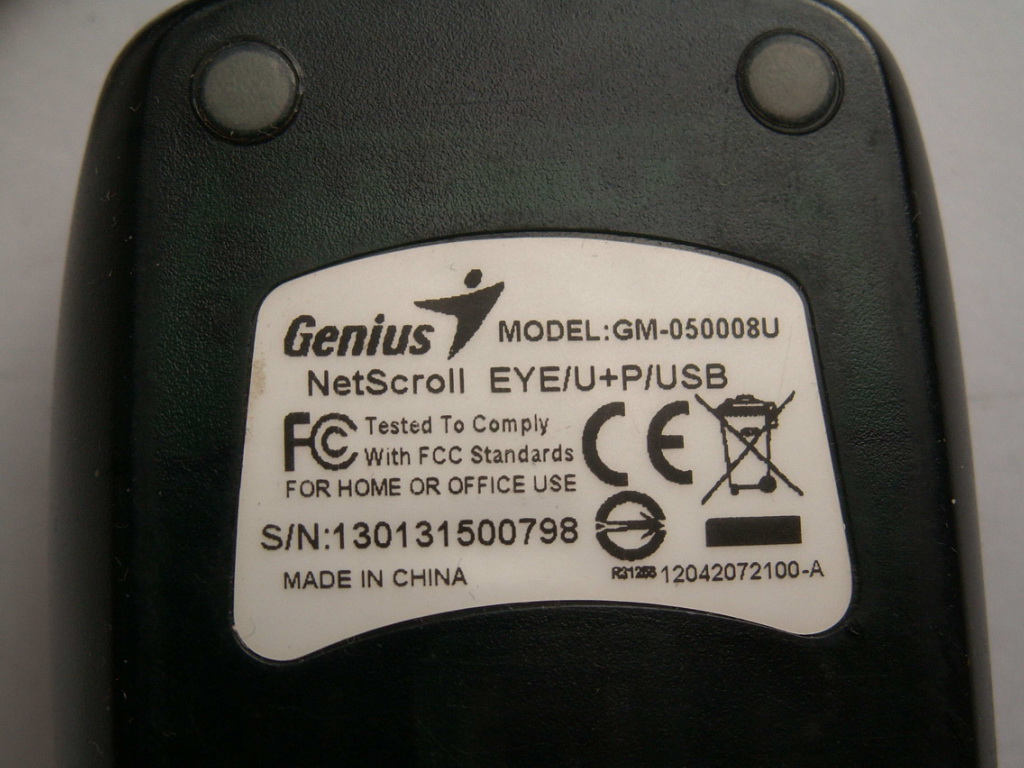 Genius MODEL:GM-050008U
NetScroll EYE/U+P/USB
FC Tested To Comply
With FCC Standards
CE
FOR HOME OR OFFICE USE
S/N:130131500798
MADE IN CHINA
12042072100-A